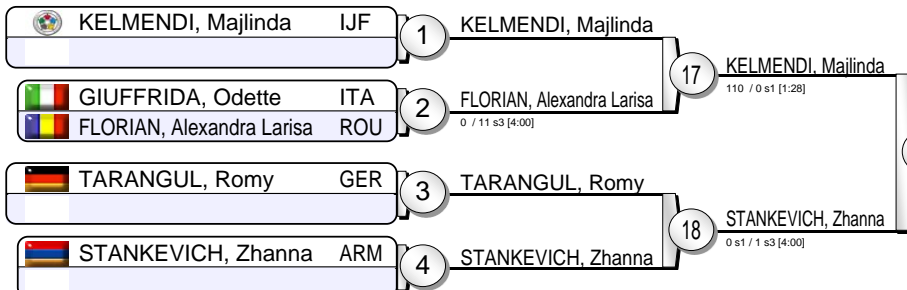 KELMENDI, Majlinda IJF
1
KELMENDI, Majlinda
17
KELMENDI, Majlinda
110 / 0 s1 [1:28]
GIUFFRIDA, Odette ITA
FLORIAN, Alexandra Larisa ROU
2
FLORIAN, Alexandra Larisa
0 / 11 s3 [4:00]
TARANGUL, Romy GER
3
TARANGUL, Romy
18
STANKEVICH, Zhanna
0 s1 / 1 s3 [4:00]
STANKEVICH, Zhanna ARM
4
STANKEVICH, Zhanna